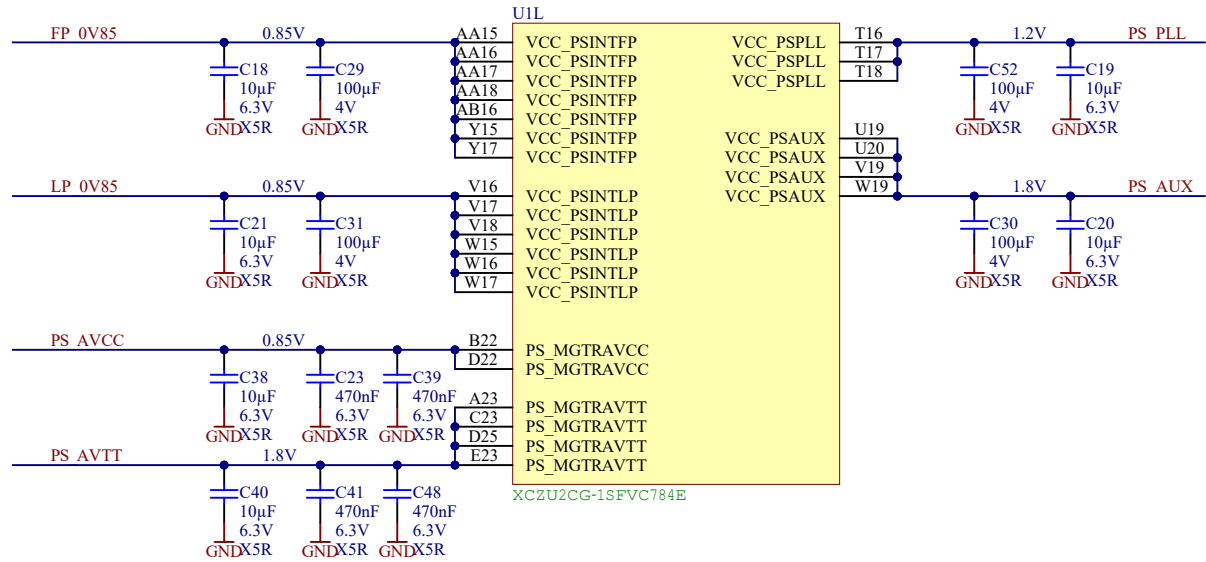 U1L
FP_0V85
0.85V
C18
10µF
6.3V
X5R
GND
C29
100µF
4V
X5R
GND
AA15 VCC_PSINTFP
AA16 VCC_PSINTFP
AA17 VCC_PSINTFP
AA18 VCC_PSINTFP
AB16 VCC_PSINTFP
Y15 VCC_PSINTFP
Y17 VCC_PSINTFP
LP_0V85
0.85V
C21
10µF
6.3V
X5R
GND
C31
100µF
4V
X5R
GND
V16 VCC_PSINTLP
V17 VCC_PSINTLP
V18 VCC_PSINTLP
W15 VCC_PSINTLP
W16 VCC_PSINTLP
W17 VCC_PSINTLP
PS_AVCC
0.85V
C38
10µF
6.3V
X5R
GND
C23
470nF
6.3V
X5R
GND
C39
470nF
6.3V
X5R
GND
B22 PS_MGTRAVCC
D22 PS_MGTRAVCC
A23 PS_MGTRAVTT
C23 PS_MGTRAVTT
D25 PS_MGTRAVTT
E23 PS_MGTRAVTT
PS_AVTT
1.8V
C40
10µF
6.3V
X5R
GND
C41
470nF
6.3V
X5R
GND
C48
470nF
6.3V
X5R
GND
VCC_PSPLL T16
VCC_PSPLL T17
VCC_PSPLL T18
1.2V
PS_PLL
C52
100µF
4V
X5R
GND
C19
10µF
6.3V
X5R
GND
VCC_PSAUX U19
VCC_PSAUX U20
VCC_PSAUX V19
VCC_PSAUX W19
1.8V
PS_AUX
C30
100µF
4V
X5R
GND
C20
10µF
6.3V
X5R
GND
XCZU2CG-1SFVC784E